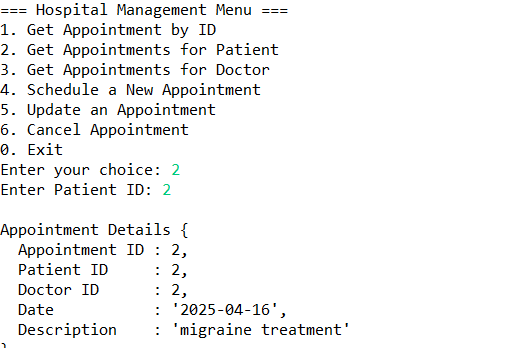 === Hospital Management Menu ===
1. Get Appointment by ID
2. Get Appointments for Patient
3. Get Appointments for Doctor
4. Schedule a New Appointment
5. Update an Appointment
6. Cancel Appointment
0. Exit
Enter your choice: 2
Enter Patient ID: 2

Appointment Details {
  Appointment ID : 2,
  Patient ID     : 2,
  Doctor ID      : 2,
  Date           : '2025-04-16',
  Description    : 'migraine treatment'
}